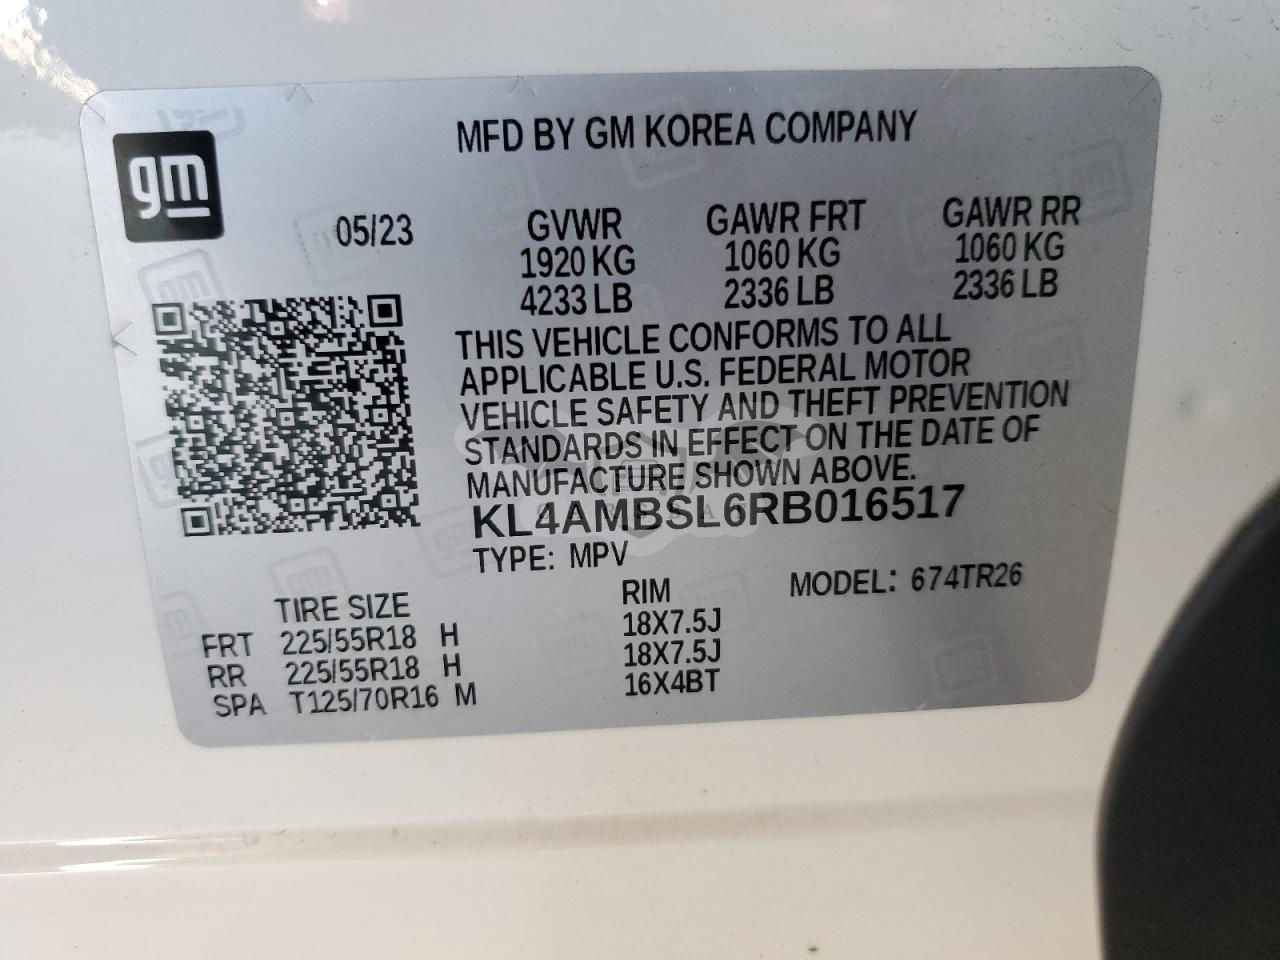 gm
MFD BY GM KOREA COMPANY
05/23 GVWR GAWR FRT GAWR RR
1920 KG 1060 KG 1060 KG
4233 LB 2336 LB 2336 LB
THIS VEHICLE CONFORMS TO ALL
APPLICABLE U.S. FEDERAL MOTOR
VEHICLE SAFETY AND THEFT PREVENTION
STANDARDS IN EFFECT ON THE DATE OF
MANUFACTURE SHOWN ABOVE.
KL4AMBSL6RB016517
TYPE: MPV
TIRE SIZE RIM MODEL: 674TR26
FRT 225/55R18 H 18X7.5J
RR 225/55R18 H 18X7.5J
SPA T125/70R16 M 16X4BT